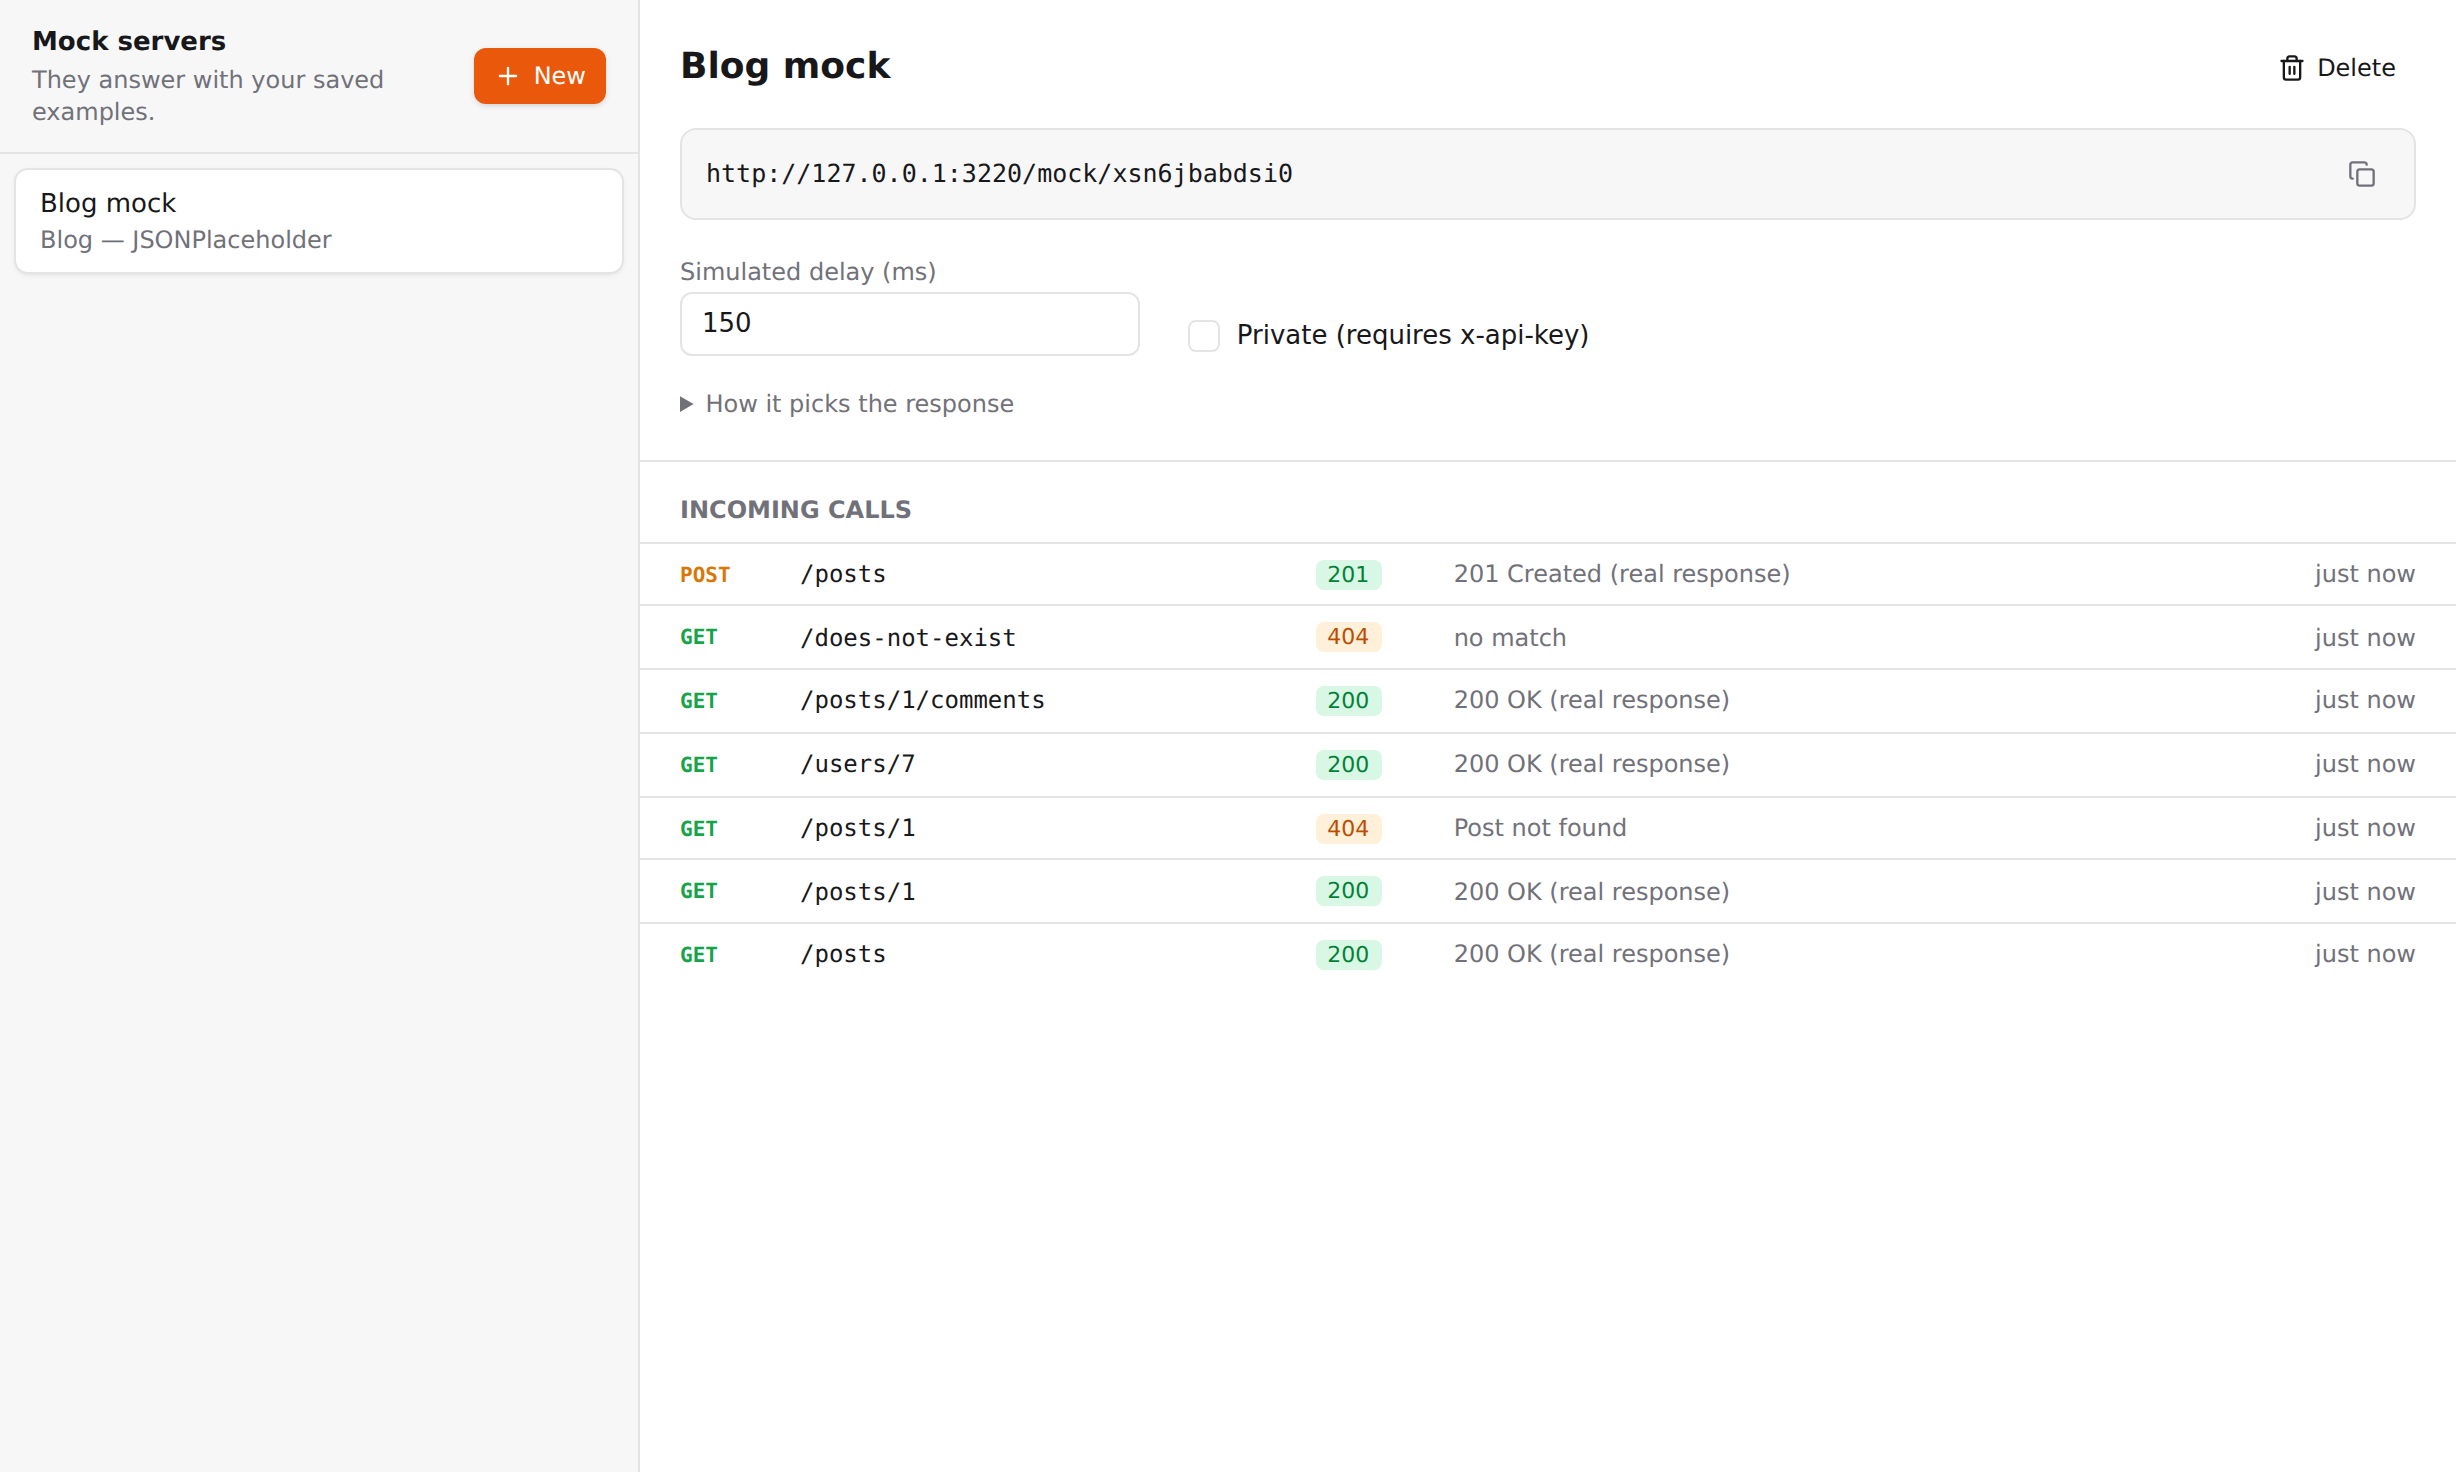 Mock servers
They answer with your saved
examples.
New
Blog mock
Blog — JSONPlaceholder
Blog mock
Delete
http://127.0.0.1:3220/mock/xsn6jbabdsi0
Simulated delay (ms)
150
Private (requires x-api-key)
How it picks the response
INCOMING CALLS
POST /posts 201 201 Created (real response) just now
GET /does-not-exist 404 no match just now
GET /posts/1/comments 200 200 OK (real response) just now
GET /users/7 200 200 OK (real response) just now
GET /posts/1 404 Post not found just now
GET /posts/1 200 200 OK (real response) just now
GET /posts 200 200 OK (real response) just now